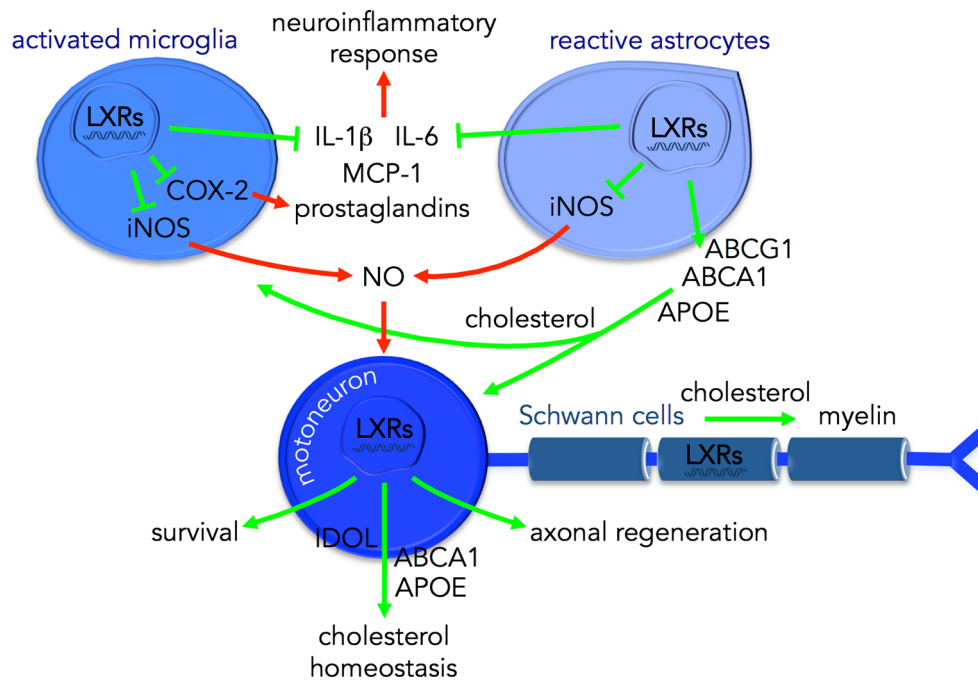 neuroinflammatory
response
activated microglia
reactive astrocytes
LXRs
IL-1β IL-6
LXRs
MCP-1
COX-2
prostaglandins
iNOS
iNOS
NO
ABCG1
ABCA1
APOE
cholesterol
motoneuron
LXRs
Schwann cells
cholesterol
myelin
LXRs
survival
IDOL
ABCA1
APOE
axonal regeneration
cholesterol
homeostasis